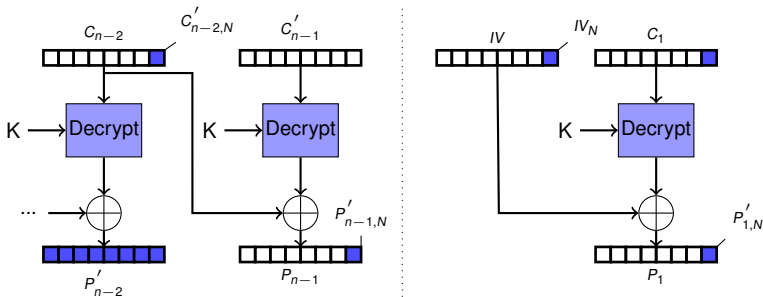 C_{n−2} C'_{n−2,N} C'_{n−1} IV IV_N C_1
K Decrypt K Decrypt K Decrypt
...
P'_{n−1,N} P'_{1,N}
P'_{n−2} P_{n−1} P_1